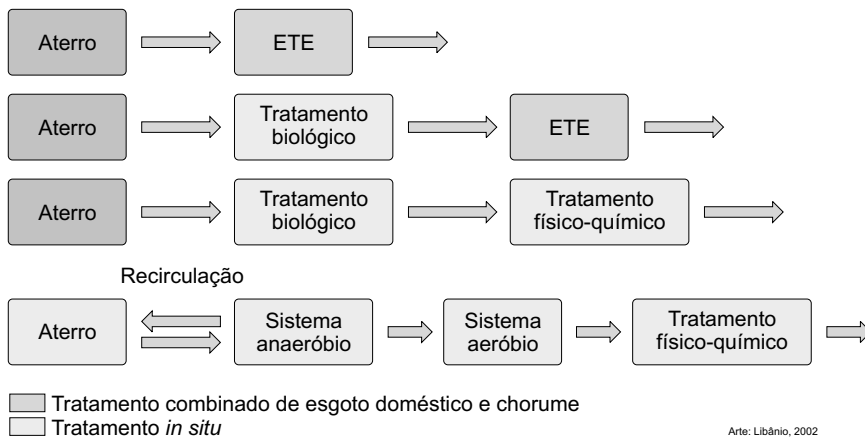 Aterro
ETE
Aterro
Tratamento
biológico
ETE
Aterro
Tratamento
biológico
Tratamento
físico-químico
Recirculação
Aterro
Sistema
anaeróbio
Sistema
aeróbio
Tratamento
físico-químico
Tratamento combinado de esgoto doméstico e chorume
Tratamento in situ
Arte: Libânio, 2002